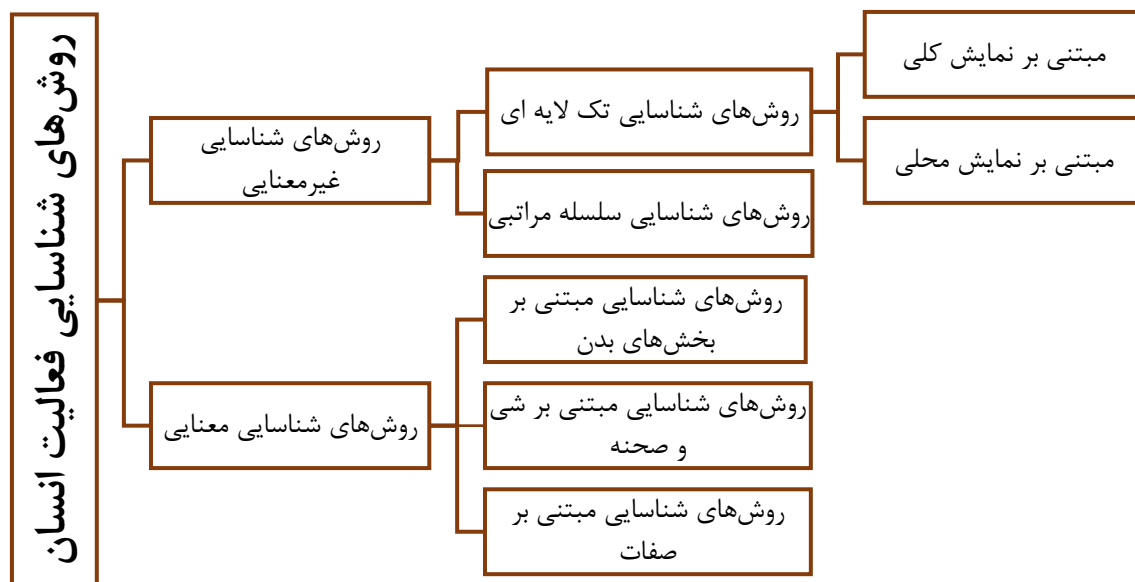 روش‌های شناسایی فعالیت انسان
روش‌های شناسایی
غیرمعنایی
روش‌های شناسایی تک لایه ای
مبتنی بر نمایش کلی
مبتنی بر نمایش محلی
روش‌های شناسایی سلسله مراتبی
روش‌های شناسایی معنایی
روش‌های شناسایی مبتنی بر
بخش‌های بدن
روش‌های شناسایی مبتنی بر شی
و صحنه
روش‌های شناسایی مبتنی بر
صفات